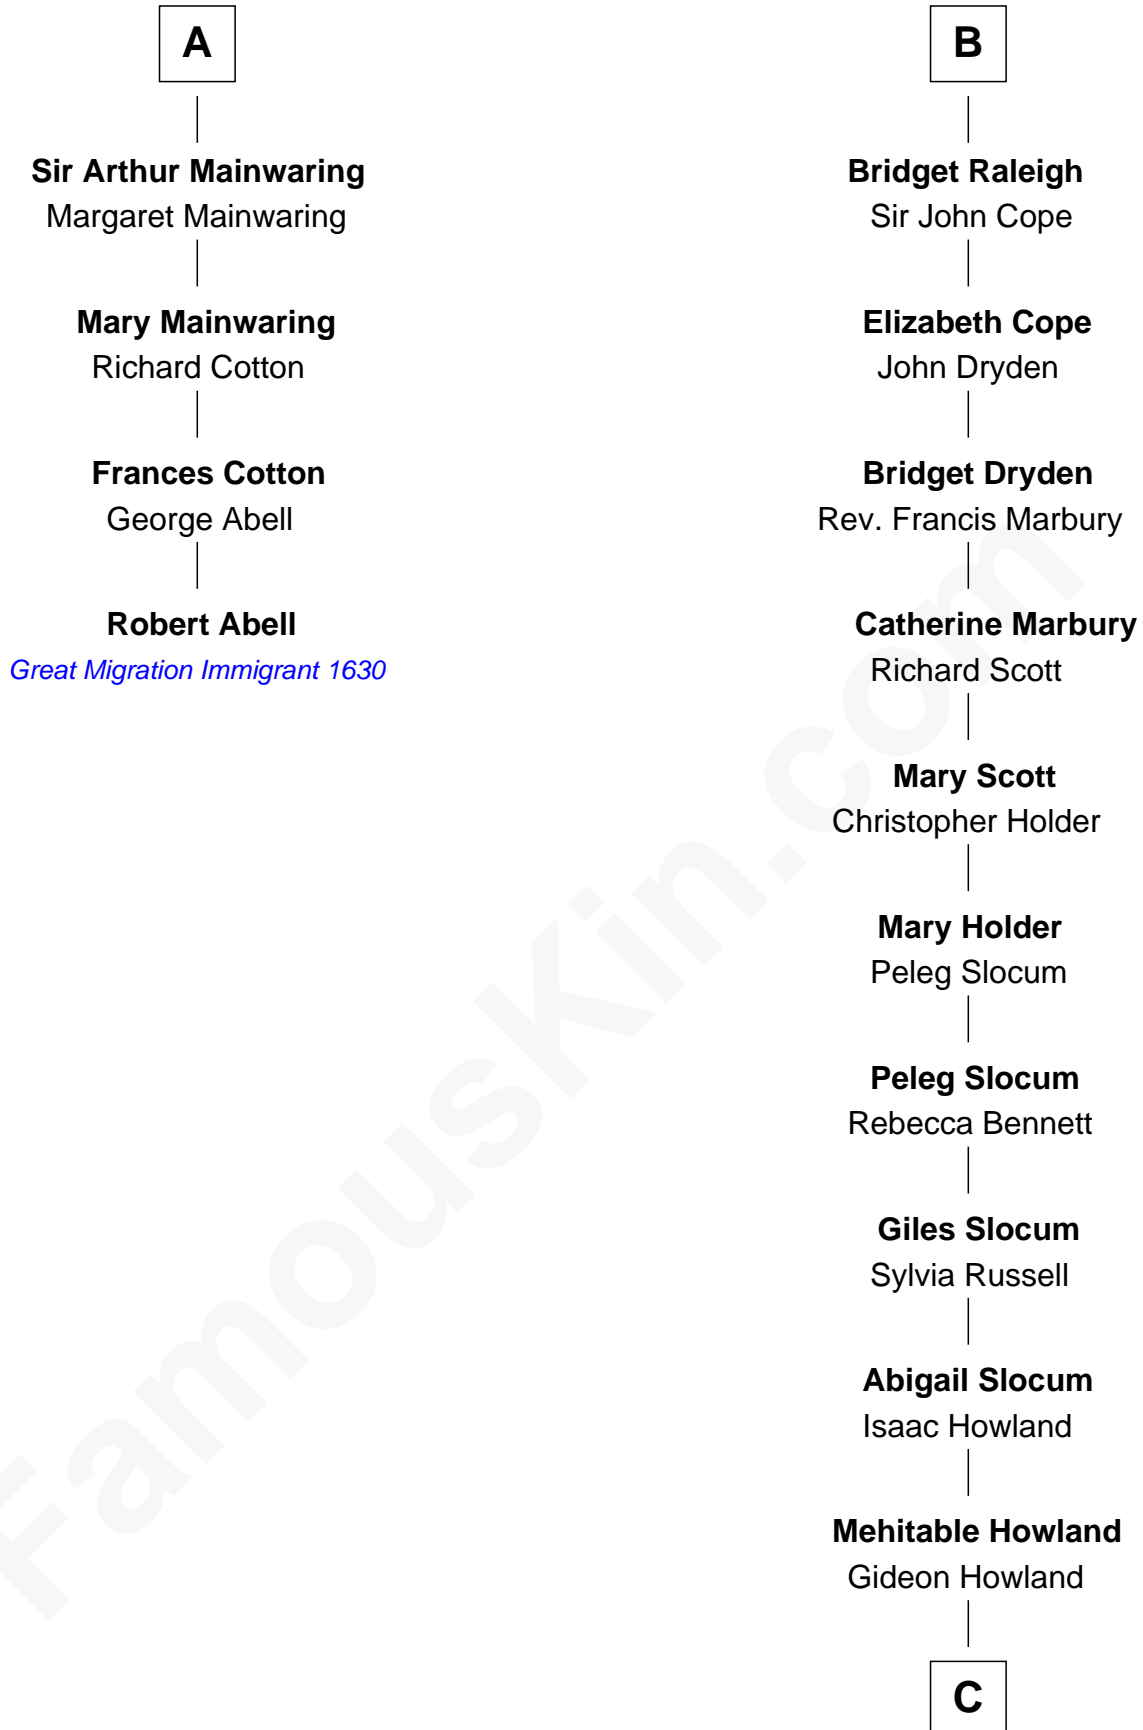 A
Sir Arthur Mainwaring
Margaret Mainwaring
Mary Mainwaring
Richard Cotton
Frances Cotton
George Abell
Robert Abell
Great Migration Immigrant 1630
B
Bridget Raleigh
Sir John Cope
Elizabeth Cope
John Dryden
Bridget Dryden
Rev. Francis Marbury
Catherine Marbury
Richard Scott
Mary Scott
Christopher Holder
Mary Holder
Peleg Slocum
Peleg Slocum
Rebecca Bennett
Giles Slocum
Sylvia Russell
Abigail Slocum
Isaac Howland
Mehitable Howland
Gideon Howland
C
FamousKin.com